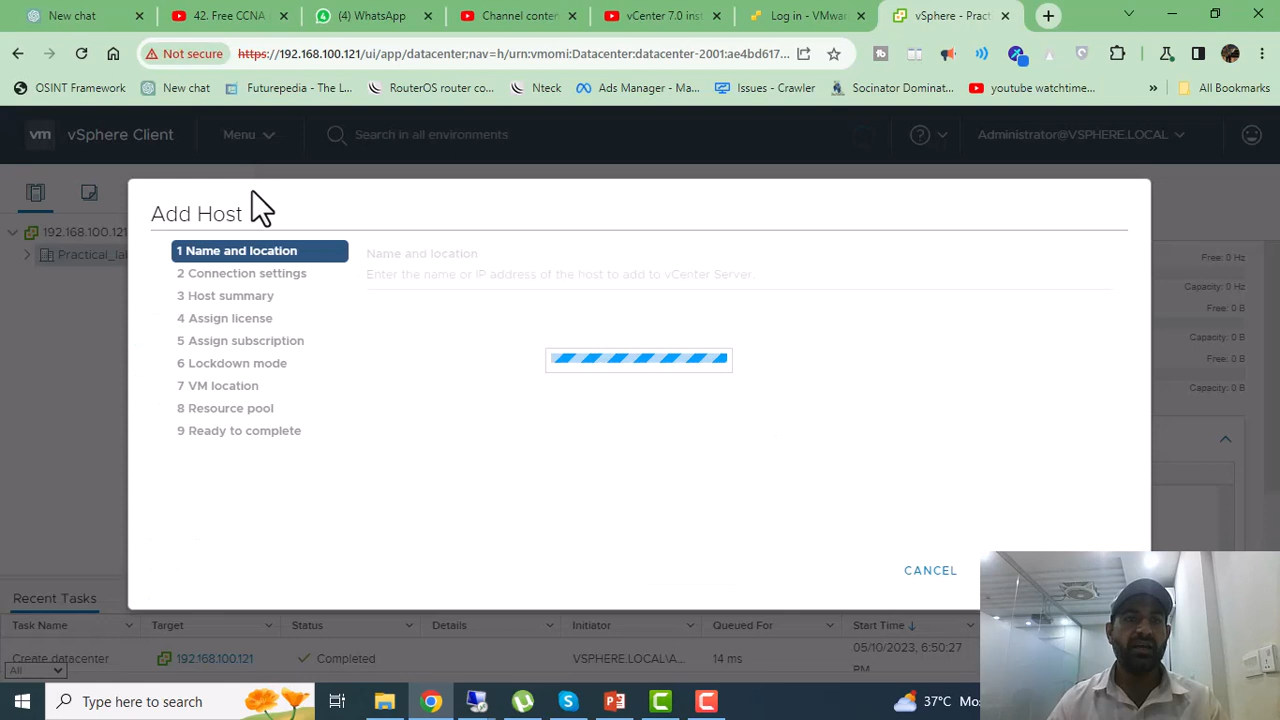 New chat
42. Free CCNA
(4) WhatsApp
Channel conten
vCenter 7.0 inst
Log in - VMwar
vSphere - Pract
Not secure
https://192.168.100.121/ui/app/datacenter;nav=h/urn:vmomi:Datacenter:datacenter-2001:ae4bd617...
OSINT Framework
New chat
Futurepedia - The L...
RouterOS router co...
Nteck
Ads Manager - Ma...
Issues - Crawler
Socinator Dominat...
youtube watchtime...
»
All Bookmarks
vm
vSphere Client
Menu
Search in all environments
Administrator@VSPHERE.LOCAL
192.168.100.121
Practical_la
Add Host
1 Name and location
2 Connection settings
3 Host summary
4 Assign license
5 Assign subscription
6 Lockdown mode
7 VM location
8 Resource pool
9 Ready to complete
Name and location
Enter the name or IP address of the host to add to vCenter Server.
CANCEL
Free: 0 Hz
Capacity: 0 Hz
Free: 0 B
Capacity: 0 B
Free: 0 B
Capacity: 0 B
Recent Tasks
Task Name
Target
Status
Details
Initiator
Queued For
Start Time
Create datacenter
192.168.100.121
Completed
VSPHERE.LOCAL\A...
14 ms
05/10/2023, 6:50:27
PM
All
Type here to search
37°C Mos